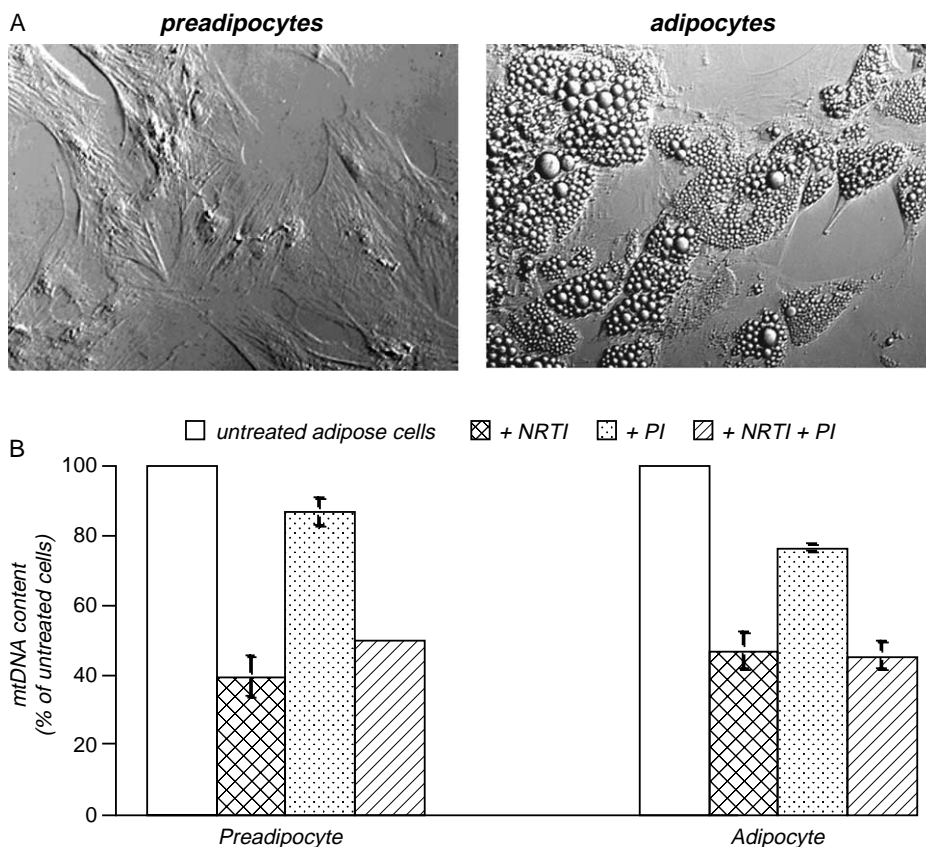 A
preadipocytes
adipocytes
untreated adipose cells + NRTI + PI + NRTI + PI
B
mtDNA content
(% of untreated cells)
100
80
60
40
20
0
Preadipocyte
Adipocyte